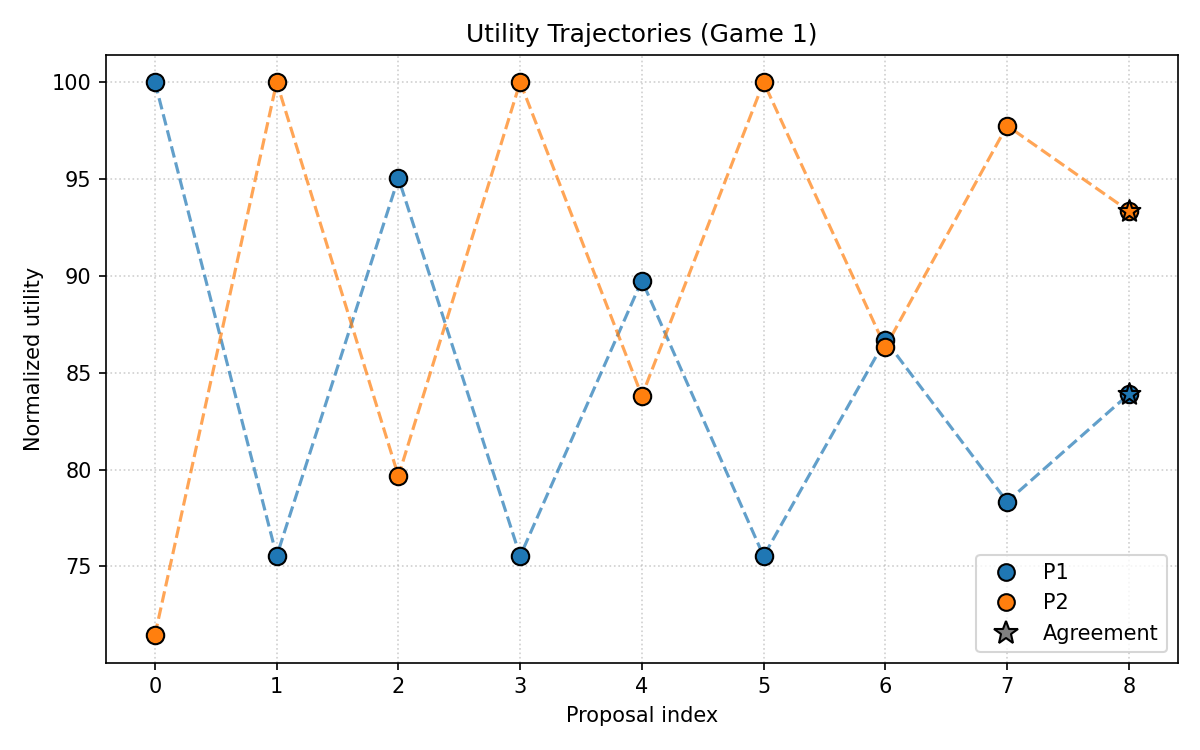 Utility Trajectories (Game 1)
Normalized utility
100
95
90
85
80
75
0 1 2 3 4 5 6 7 8
Proposal index
P1
P2
Agreement